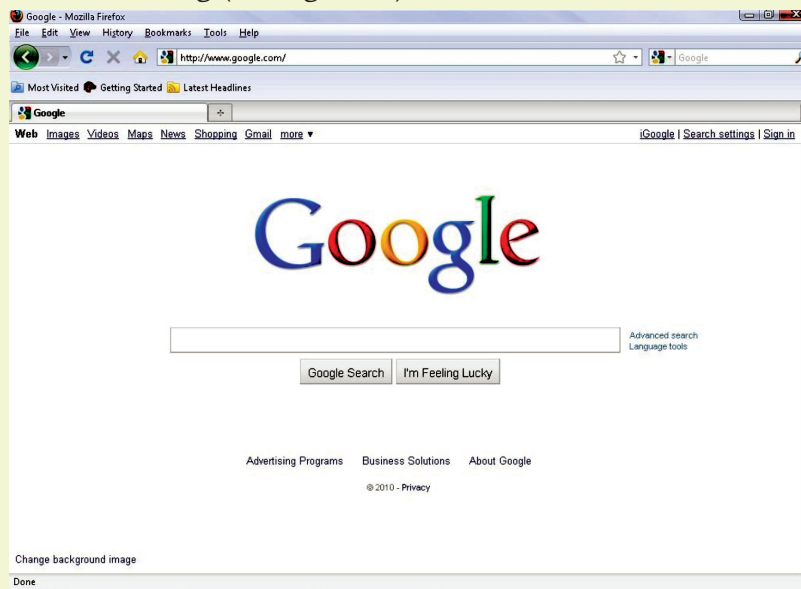 Google - Mozilla Firefox
File Edit View History Bookmarks Tools Help
http://www.google.com/
Google
Most Visited Getting Started Latest Headlines
Google
Web Images Videos Maps News Shopping Gmail more ▼
iGoogle | Search settings | Sign in
Google
Advanced search
Language tools
Google Search I'm Feeling Lucky
Advertising Programs Business Solutions About Google
© 2010 - Privacy
Change background image
Done